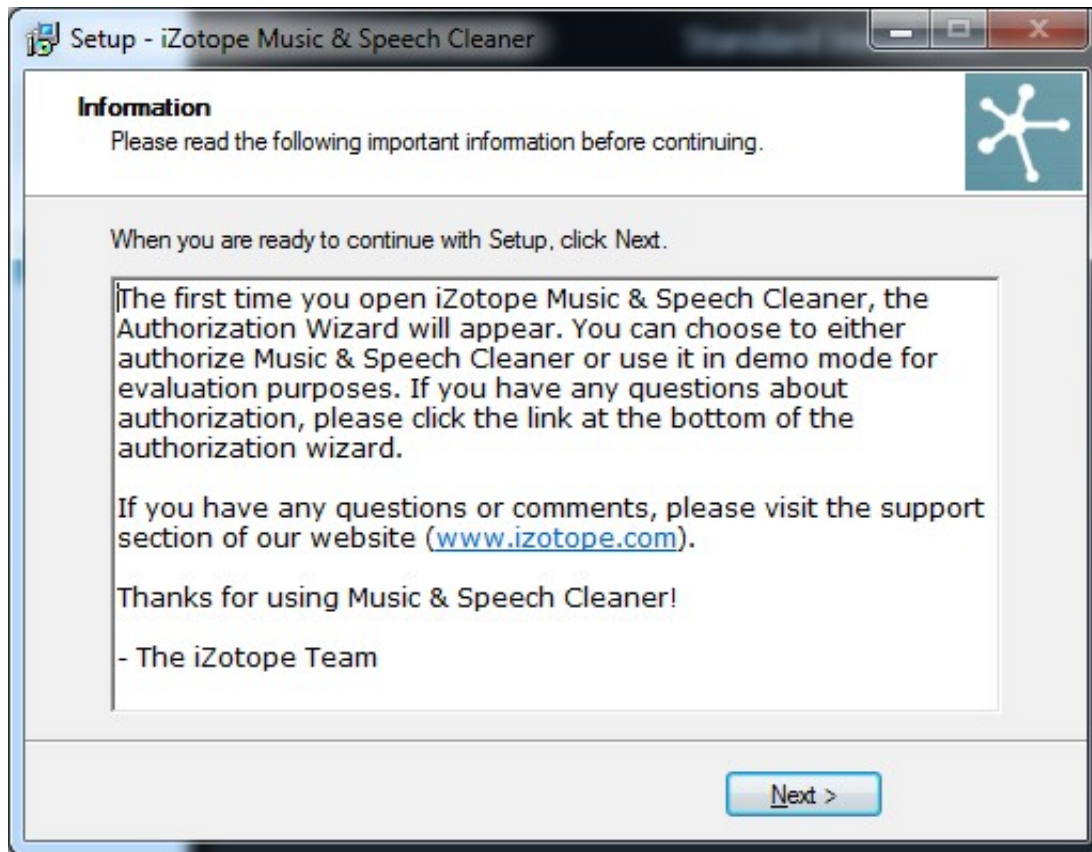 Setup - iZotope Music & Speech Cleaner
Information
Please read the following important information before continuing.
When you are ready to continue with Setup, click Next.
The first time you open iZotope Music & Speech Cleaner, the
Authorization Wizard will appear. You can choose to either
authorize Music & Speech Cleaner or use it in demo mode for
evaluation purposes. If you have any questions about
authorization, please click the link at the bottom of the
authorization wizard.
If you have any questions or comments, please visit the support
section of our website (www.izotope.com).
Thanks for using Music & Speech Cleaner!
- The iZotope Team
Next >